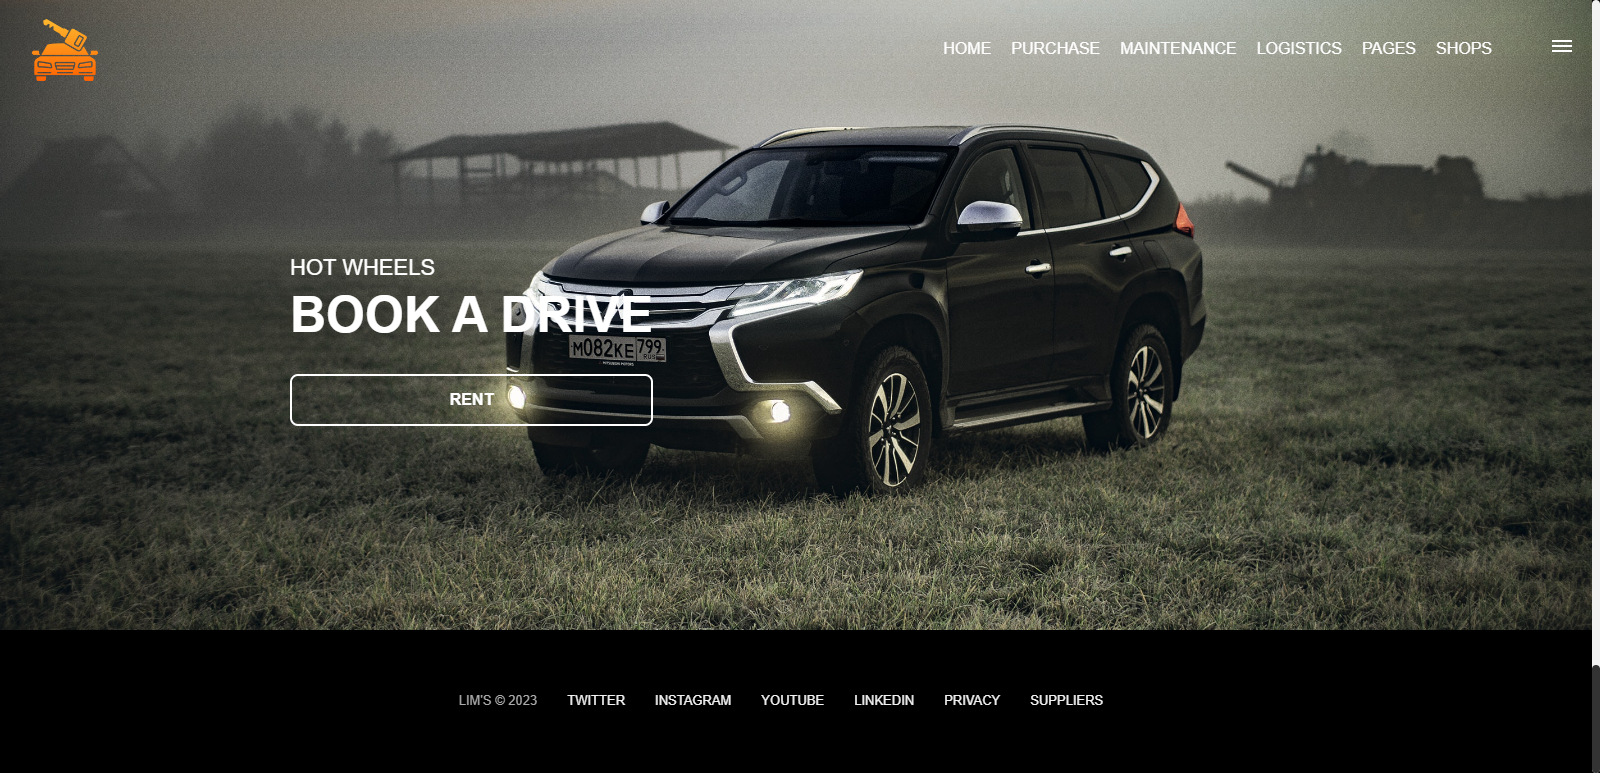 HOME PURCHASE MAINTENANCE LOGISTICS PAGES SHOPS
HOT WHEELS
BOOK A DRIVE
М082КЕ 799
RUS
RENT
LIM'S © 2023 TWITTER INSTAGRAM YOUTUBE LINKEDIN PRIVACY SUPPLIERS